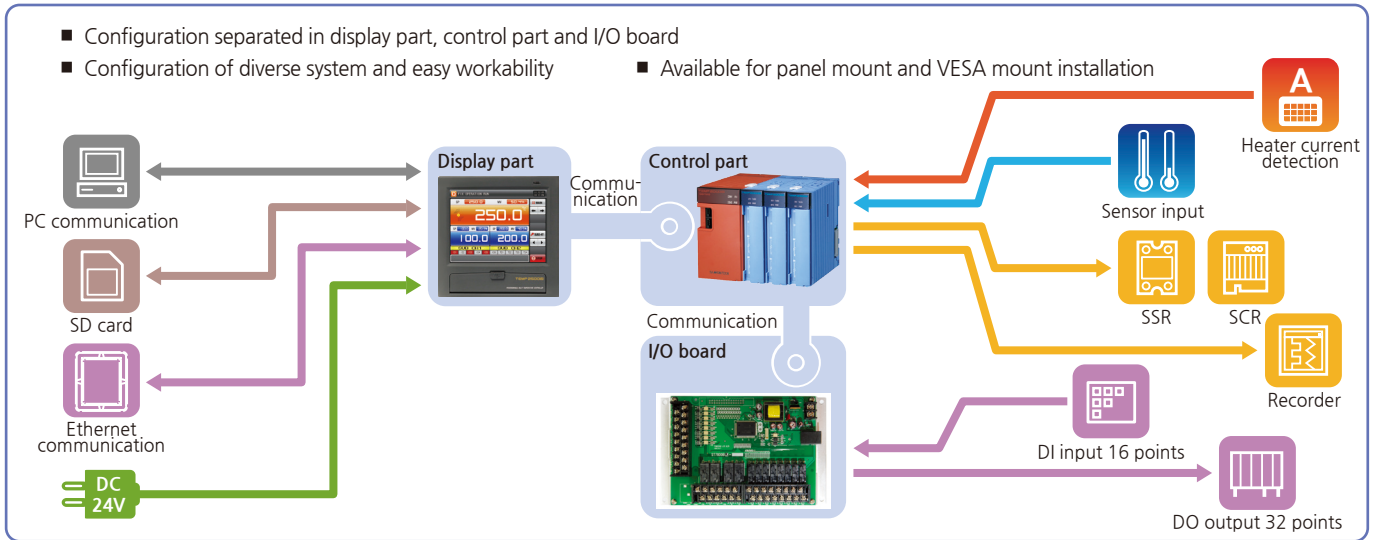 ■ Configuration separated in display part, control part and I/O board
■ Configuration of diverse system and easy workability
■ Available for panel mount and VESA mount installation
A
Heater current
detection
Display part
Commu-
nication
Control part
PC communication
Sensor input
250.0
100.0 200.0
SD card
SSR
SCR
Communication
I/O board
Recorder
Ethernet
communication
DI input 16 points
DC
24V
DO output 32 points